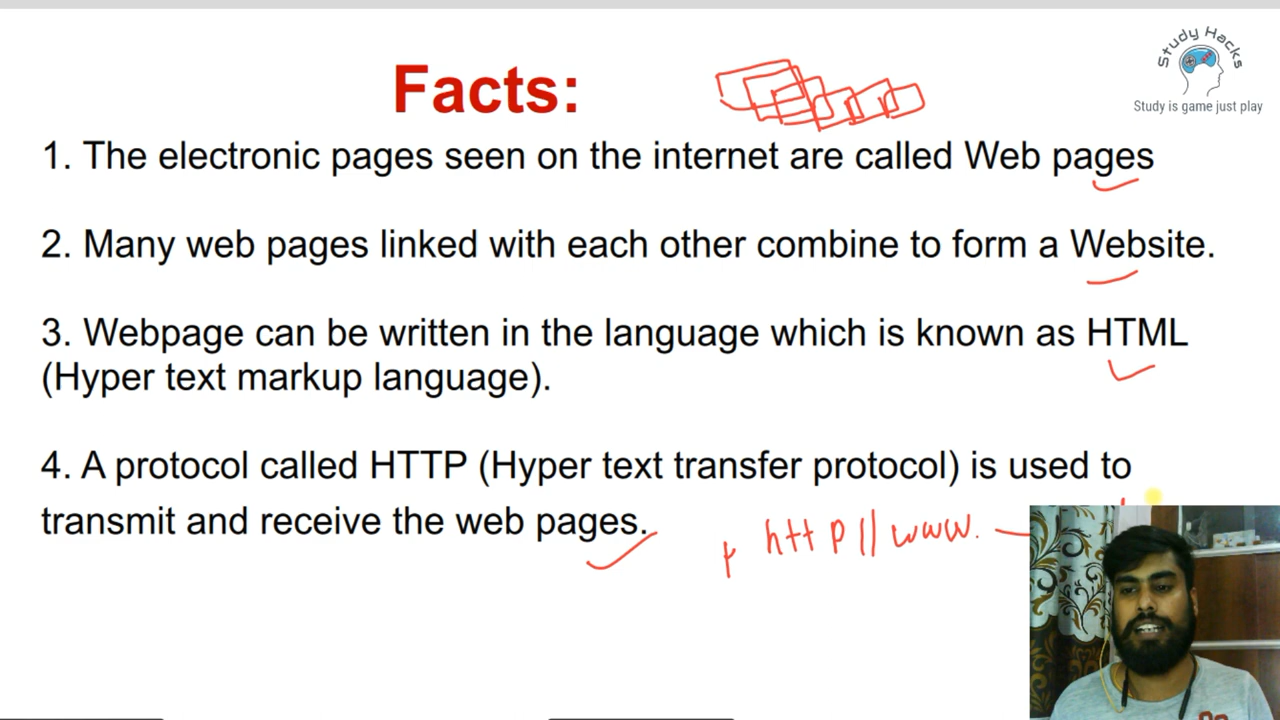 Study Hacks
Facts:
Study is game just play
1. The electronic pages seen on the internet are called Web pages
2. Many web pages linked with each other combine to form a Website.
3. Webpage can be written in the language which is known as HTML
(Hyper text markup language).
4. A protocol called HTTP (Hyper text transfer protocol) is used to
transmit and receive the web pages.
http//www.